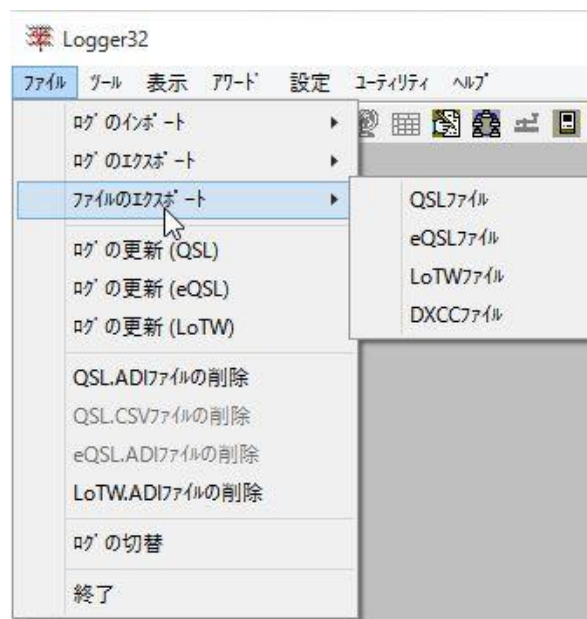 Logger32
ﾌｧｲﾙ ﾂｰﾙ 表示 ｱﾜｰﾄﾞ 設定 ﾕｰﾃｨﾘﾃｨ ﾍﾙﾌﾟ
ﾛｸﾞのｲﾝﾎﾟｰﾄ
ﾛｸﾞのｴｸｽﾎﾟｰﾄ
ﾌｧｲﾙのｴｸｽﾎﾟｰﾄ
QSLﾌｧｲﾙ
eQSLﾌｧｲﾙ
LoTWﾌｧｲﾙ
DXCCﾌｧｲﾙ
ﾛｸﾞの更新 (QSL)
ﾛｸﾞの更新 (eQSL)
ﾛｸﾞの更新 (LoTW)
QSL.ADIﾌｧｲﾙの削除
QSL.CSVﾌｧｲﾙの削除
eQSL.ADIﾌｧｲﾙの削除
LoTW.ADIﾌｧｲﾙの削除
ﾛｸﾞの切替
終了